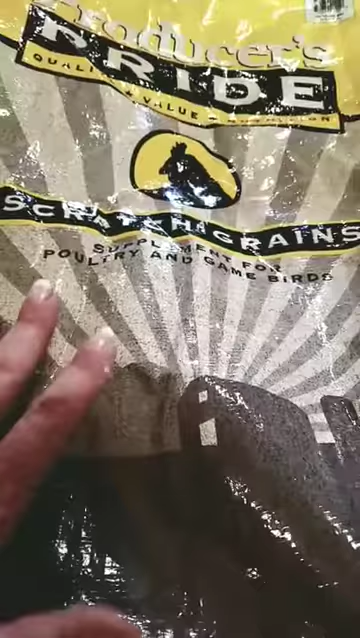 Producer's
PRIDE
QUALITY VALUE
SCRATCH GRAINS
SUPPLEMENT FOR
POULTRY AND GAME BIRDS